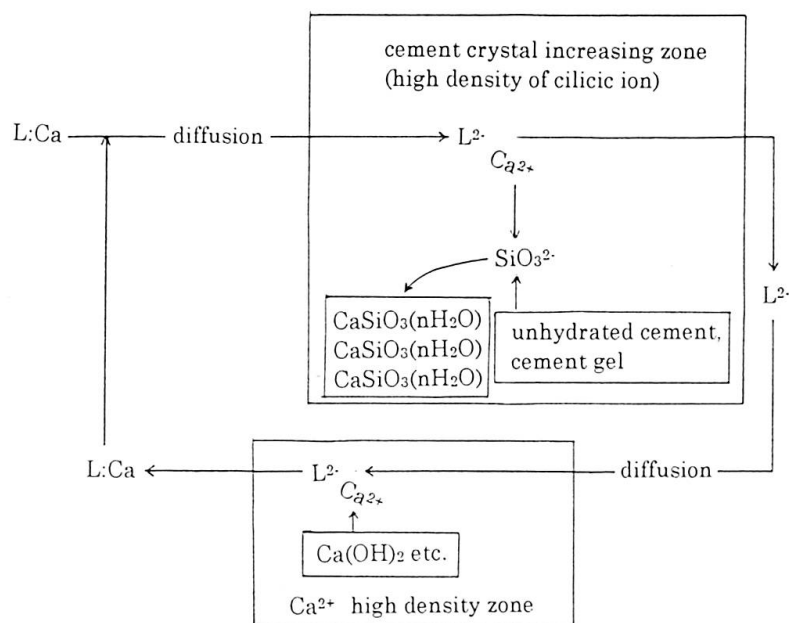 cement crystal increasing zone
(high density of cilicic ion)
L:Ca
diffusion
L²⁻
Ca²⁺
SiO₃²⁻
L²⁻
CaSiO₃(nH₂O)
CaSiO₃(nH₂O)
CaSiO₃(nH₂O)
unhydrated cement,
cement gel
L:Ca
L²⁻
diffusion
Ca²⁺
Ca(OH)₂ etc.
Ca²⁺ high density zone